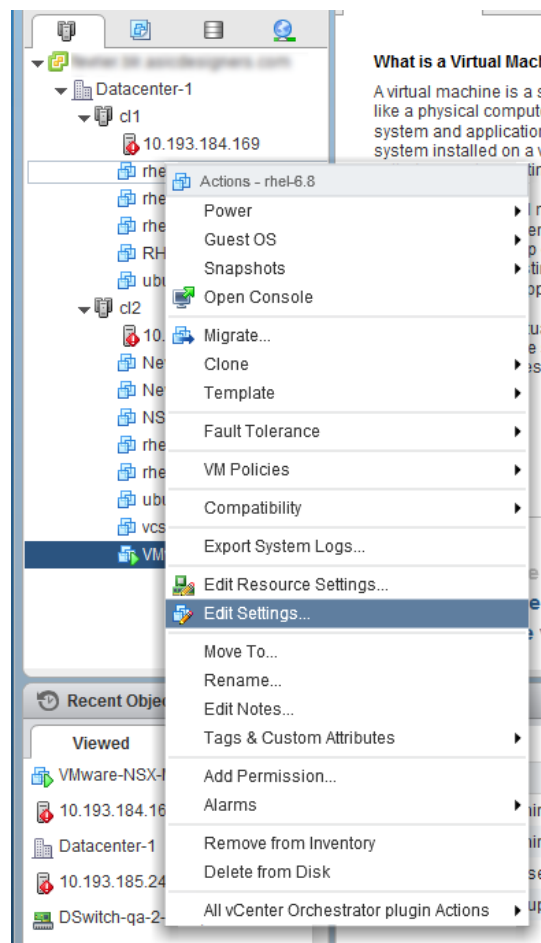 What is a Virtual Mach
Datacenter-1
A virtual machine is a s
like a physical compute
cl1
system and application
10.193.184.169
system installed on a v
rhe
Actions - rhel-6.8
rhe
Power
rhe
Guest OS
RH
Snapshots
ubu
Open Console
cl2
10.
Migrate...
Ne
Clone
Ne
Template
NS
Fault Tolerance
rhe
rhe
VM Policies
ubu
Compatibility
vcs
Export System Logs...
VM
Edit Resource Settings...
Edit Settings...
Move To...
Rename...
Recent Obje
Edit Notes...
Viewed
Tags & Custom Attributes
VMware-NSX-M
Add Permission...
10.193.184.16
Alarms
Datacenter-1
Remove from Inventory
10.193.185.24
Delete from Disk
DSwitch-qa-2-
All vCenter Orchestrator plugin Actions